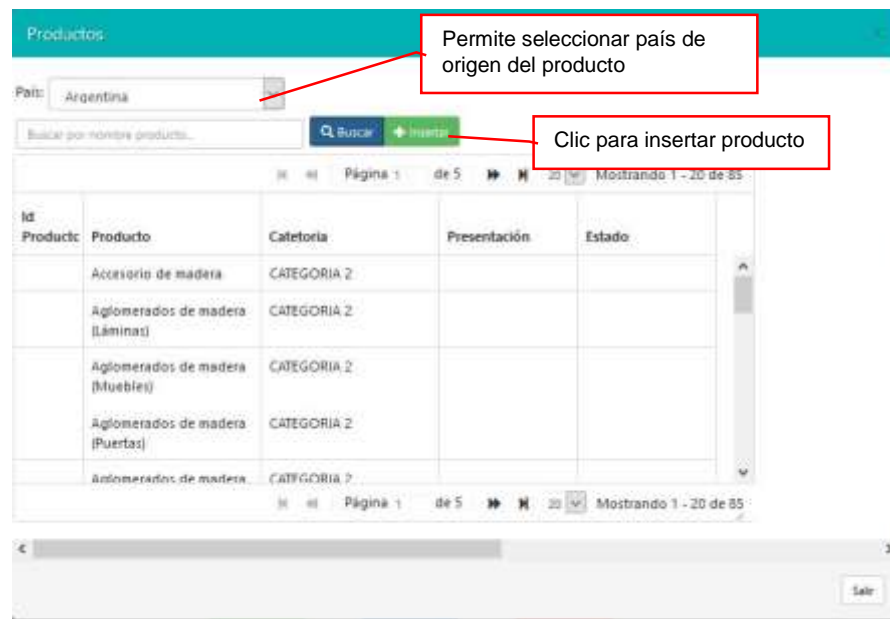 Productos
Permite seleccionar país de
origen del producto
País:
Argentina
Buscar por nombre producto...
Buscar
Insertar
Clic para insertar producto
Página 1 de 5 20 Mostrando 1 - 20 de 85
Id
Productc Producto Catetoria Presentación Estado
Accesorio de madera CATEGORIA 2
Aglomerados de madera CATEGORIA 2
(Láminas)
Aglomerados de madera CATEGORIA 2
(Muebles)
Aglomerados de madera CATEGORIA 2
(Puertas)
Aglomerados de madera CATEGORIA 2
Página 1 de 5 20 Mostrando 1 - 20 de 85
Salir